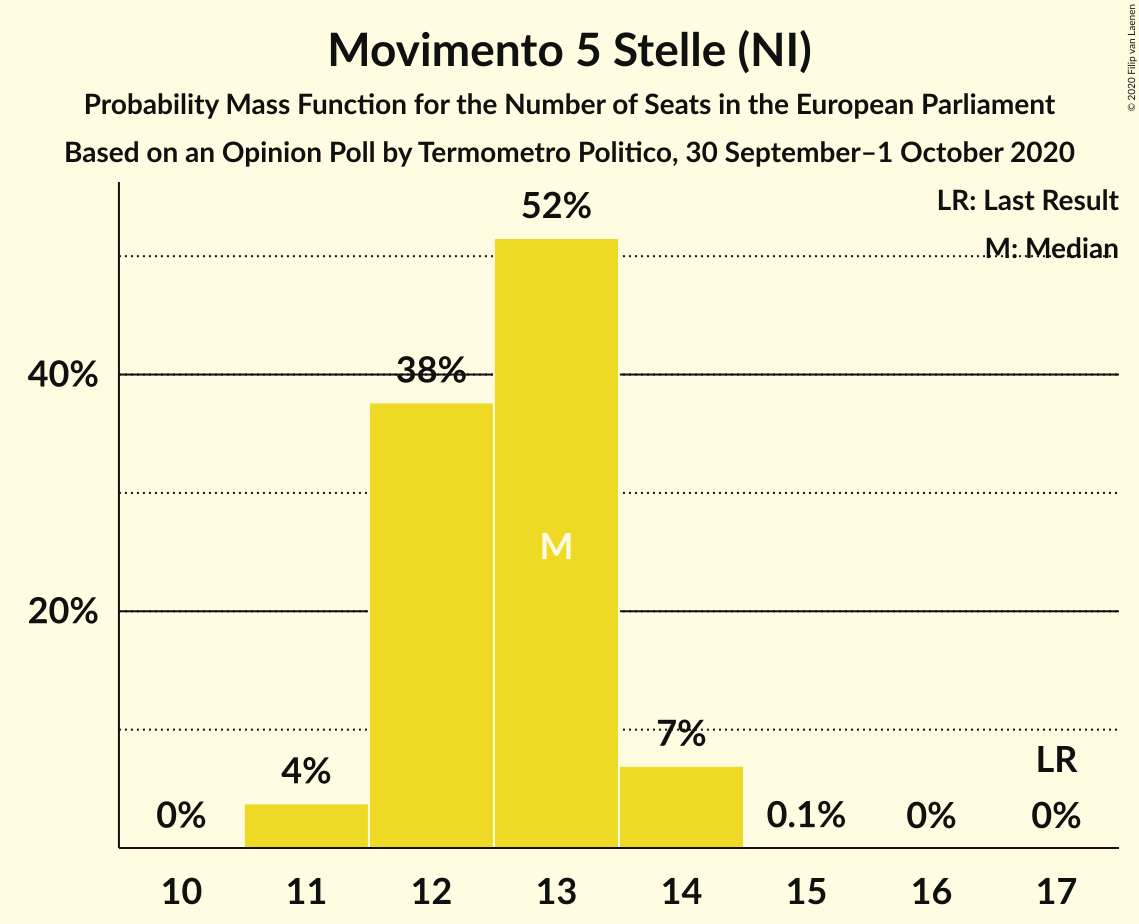 Movimento 5 Stelle (NI)
Probability Mass Function for the Number of Seats in the European Parliament
Based on an Opinion Poll by Termometro Politico, 30 September–1 October 2020
© 2020 Filip van Laenen
LR: Last Result
M: Median
52%
40%
38%
M
20%
7%
4%
LR
0%
0.1%
0%
0%
10 11 12 13 14 15 16 17